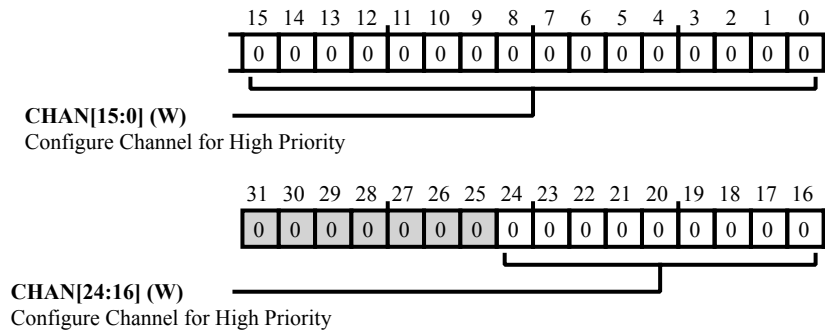 15 14 13 12 11 10 9 8 7 6 5 4 3 2 1 0
0 0 0 0 0 0 0 0 0 0 0 0 0 0 0 0
CHAN[15:0] (W)
Configure Channel for High Priority
31 30 29 28 27 26 25 24 23 22 21 20 19 18 17 16
0 0 0 0 0 0 0 0 0 0 0 0 0 0 0 0
CHAN[24:16] (W)
Configure Channel for High Priority